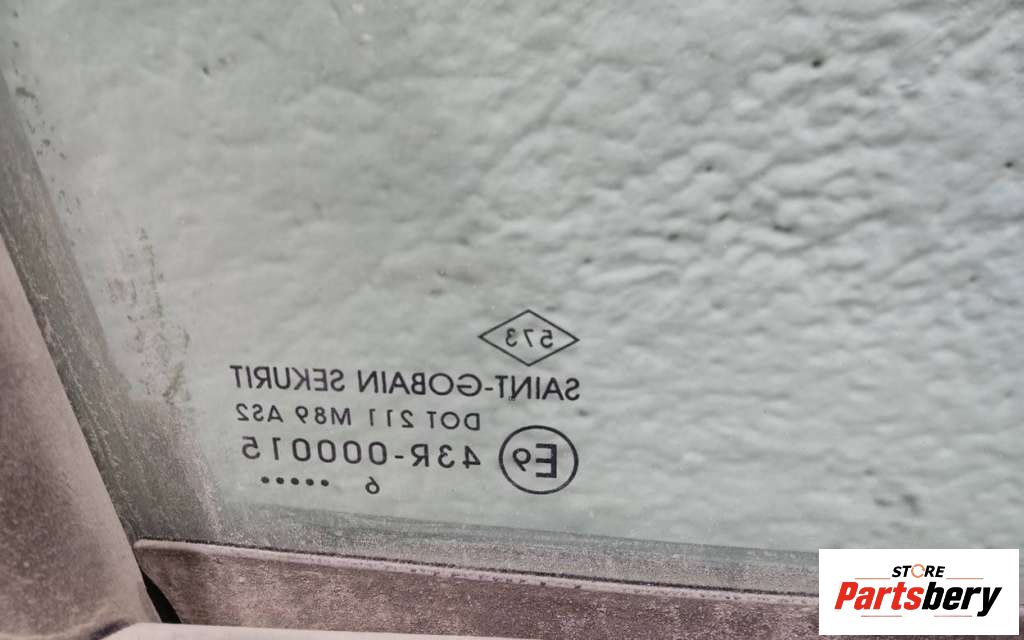 573
SAINT-GOBAIN SEKURIT
DOT 211 M89 AS2
E9 43R-000015
6 •••••
STORE
Partsbery